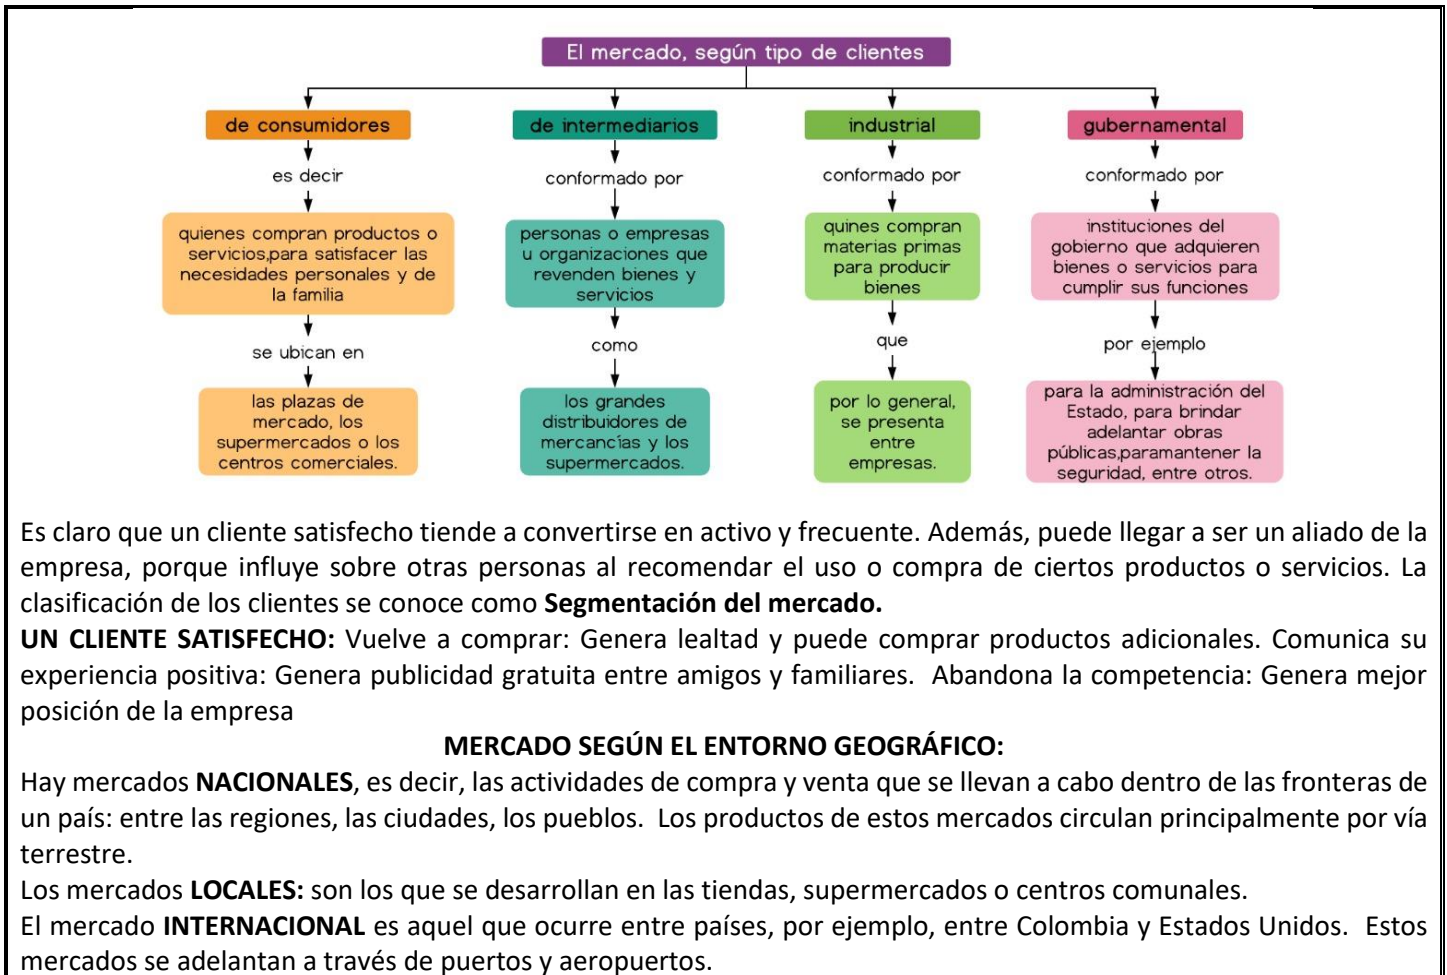 El mercado, según tipo de clientes
de consumidores
de intermediarios
industrial
gubernamental
es decir
conformado por
conformado por
conformado por
quienes compran productos o
servicios,para satisfacer las
necesidades personales y de
la familia
personas o empresas
u organizaciones que
revenden bienes y
servicios
quines compran
materias primas
para producir
bienes
instituciones del
gobierno que adquieren
bienes o servicios para
cumplir sus funciones
se ubican en
como
que
por ejemplo
las plazas de
mercado, los
supermercados o los
centros comerciales.
los grandes
distribuidores de
mercancías y los
supermercados.
por lo general,
se presenta
entre
empresas.
para la administración del
Estado, para brindar
adelantar obras
públicas,paramantener la
seguridad, entre otros.
Es claro que un cliente satisfecho tiende a convertirse en activo y frecuente. Además, puede llegar a ser un aliado de la
empresa, porque influye sobre otras personas al recomendar el uso o compra de ciertos productos o servicios. La
clasificación de los clientes se conoce como Segmentación del mercado.
UN CLIENTE SATISFECHO: Vuelve a comprar: Genera lealtad y puede comprar productos adicionales. Comunica su
experiencia positiva: Genera publicidad gratuita entre amigos y familiares. Abandona la competencia: Genera mejor
posición de la empresa
MERCADO SEGÚN EL ENTORNO GEOGRÁFICO:
Hay mercados NACIONALES, es decir, las actividades de compra y venta que se llevan a cabo dentro de las fronteras de
un país: entre las regiones, las ciudades, los pueblos. Los productos de estos mercados circulan principalmente por vía
terrestre.
Los mercados LOCALES: son los que se desarrollan en las tiendas, supermercados o centros comunales.
El mercado INTERNACIONAL es aquel que ocurre entre países, por ejemplo, entre Colombia y Estados Unidos. Estos
mercados se adelantan a través de puertos y aeropuertos.